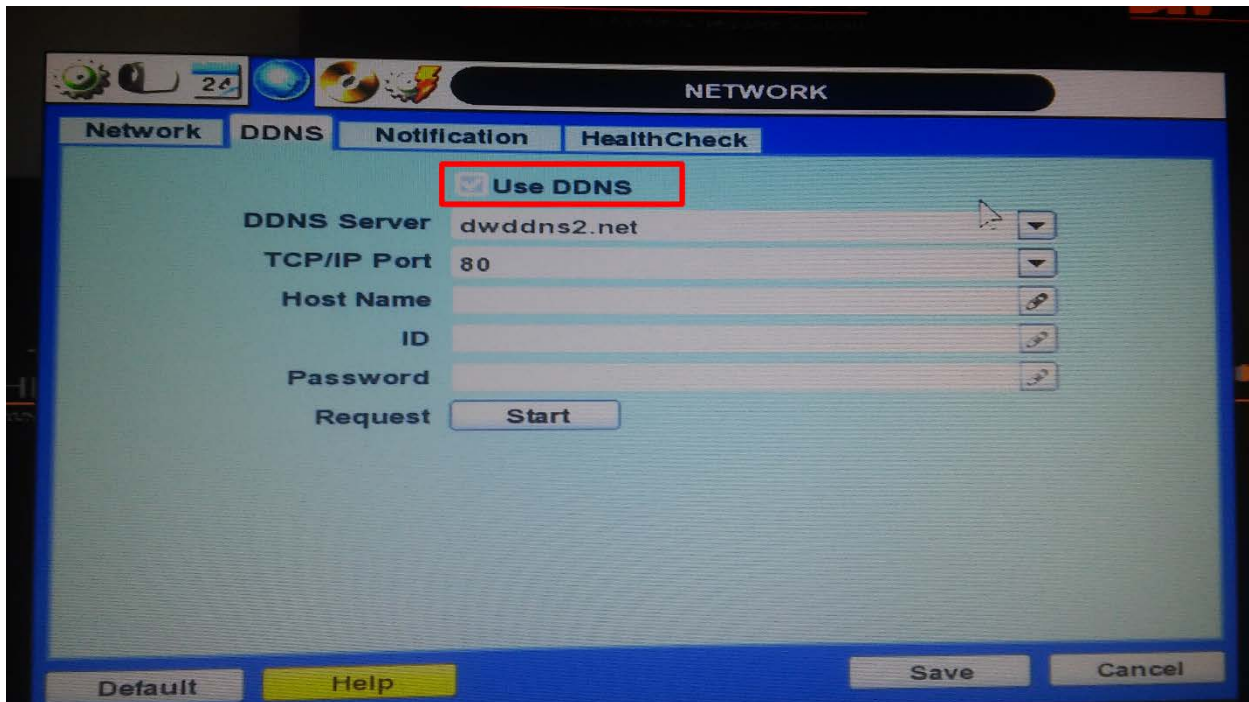 24
NETWORK
Network DDNS Notification HealthCheck
Use DDNS
DDNS Server dwddns2.net
TCP/IP Port 80
Host Name
ID
Password
Request Start
Default Help Save Cancel